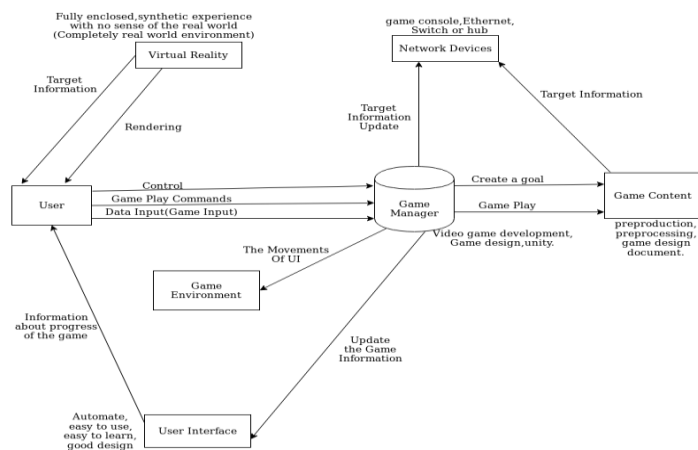 Fully enclosed,synthetic experience
with no sense of the real world
(Completely real world environment)
Virtual Reality
game console,Ethernet,
Switch or hub
Network Devices
Target
Information
Rendering
Target
Information
Update
Target Information
User
Control
Game Play Commands
Data Input(Game Input)
Game
Manager
Create a goal
Game Play
Game Content
Video game development,
Game design,unity.
preproduction,
preprocessing,
game design
document.
The Movements
Of UI
Game
Environment
Information
about progress
of the game
Update
the Game
Information
Automate,
easy to use,
easy to learn,
good design
User Interface